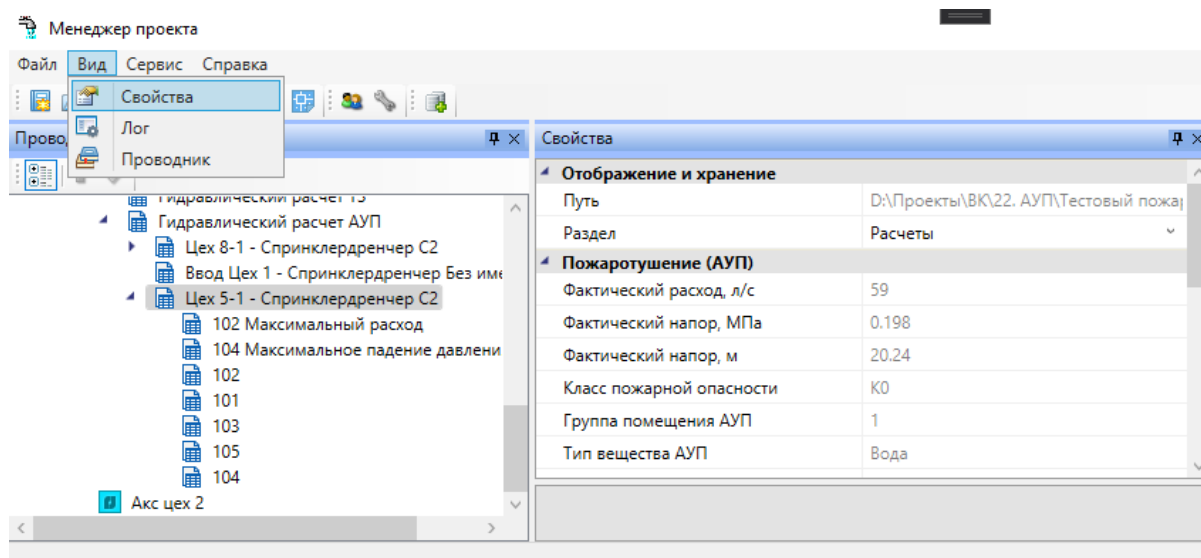 Менеджер проекта
Файл Вид Сервис Справка
Свойства
Лог
Проводник
Свойства
Отображение и хранение
Путь D:\Проекты\ВК\22. АУП\Тестовый пожар
Раздел Расчеты
Пожаротушение (АУП)
Фактический расход, л/с 59
Фактический напор, МПа 0.198
Фактический напор, м 20.24
Класс пожарной опасности К0
Группа помещения АУП 1
Тип вещества АУП Вода
Гидравлический расчет АУП
Цех 8-1 - Спринклердренчер С2
Ввод Цех 1 - Спринклердренчер Без име
Цех 5-1 - Спринклердренчер С2
102 Максимальный расход
104 Максимальное падение давлени
102
101
103
105
104
Акс цех 2